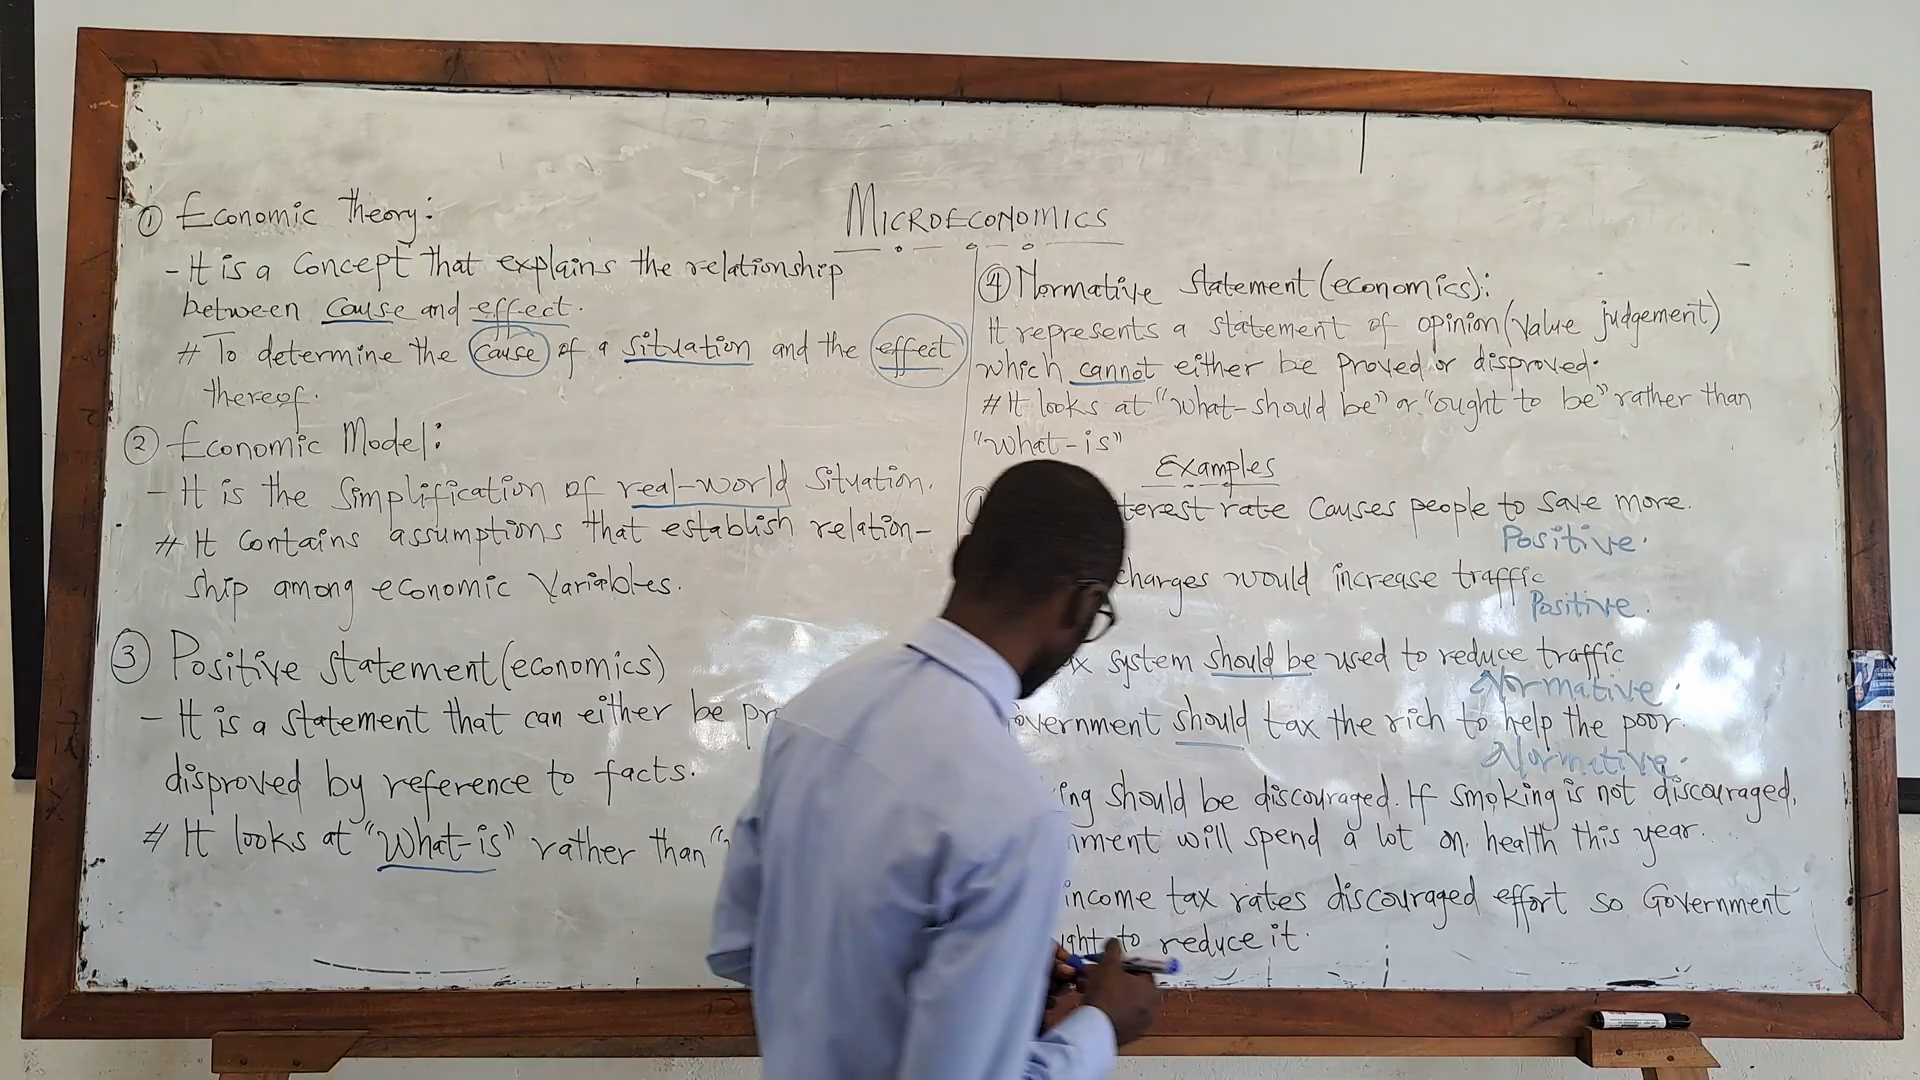 MICROECONOMICS
① Economic theory:
- It is a concept that explains the relationship
between cause and effect.
# To determine the cause of a situation and the effect
thereof.
② Economic Model:
- It is the simplification of real-world situation.
# It contains assumptions that establish relation-
ship among economic variables.
③ Positive statement (economics)
- It is a statement that can either be
disproved by reference to facts.
# It looks at "What-is" rather than "
④ Normative statement (economics):
It represents a statement of opinion (value judgement)
which cannot either be proved or disproved.
# It looks at "what-should be" or "ought to be" rather than
"what-is"
Examples
terest rate causes people to save more.
Positive.
charges would increase traffic
Positive.
system should be used to reduce traffic
Normative.
overnment should tax the rich to help the poor.
Normative.
ing should be discouraged. If smoking is not discouraged,
nment will spend a lot on health this year.
income tax rates discouraged effort so Government
ght to reduce it.